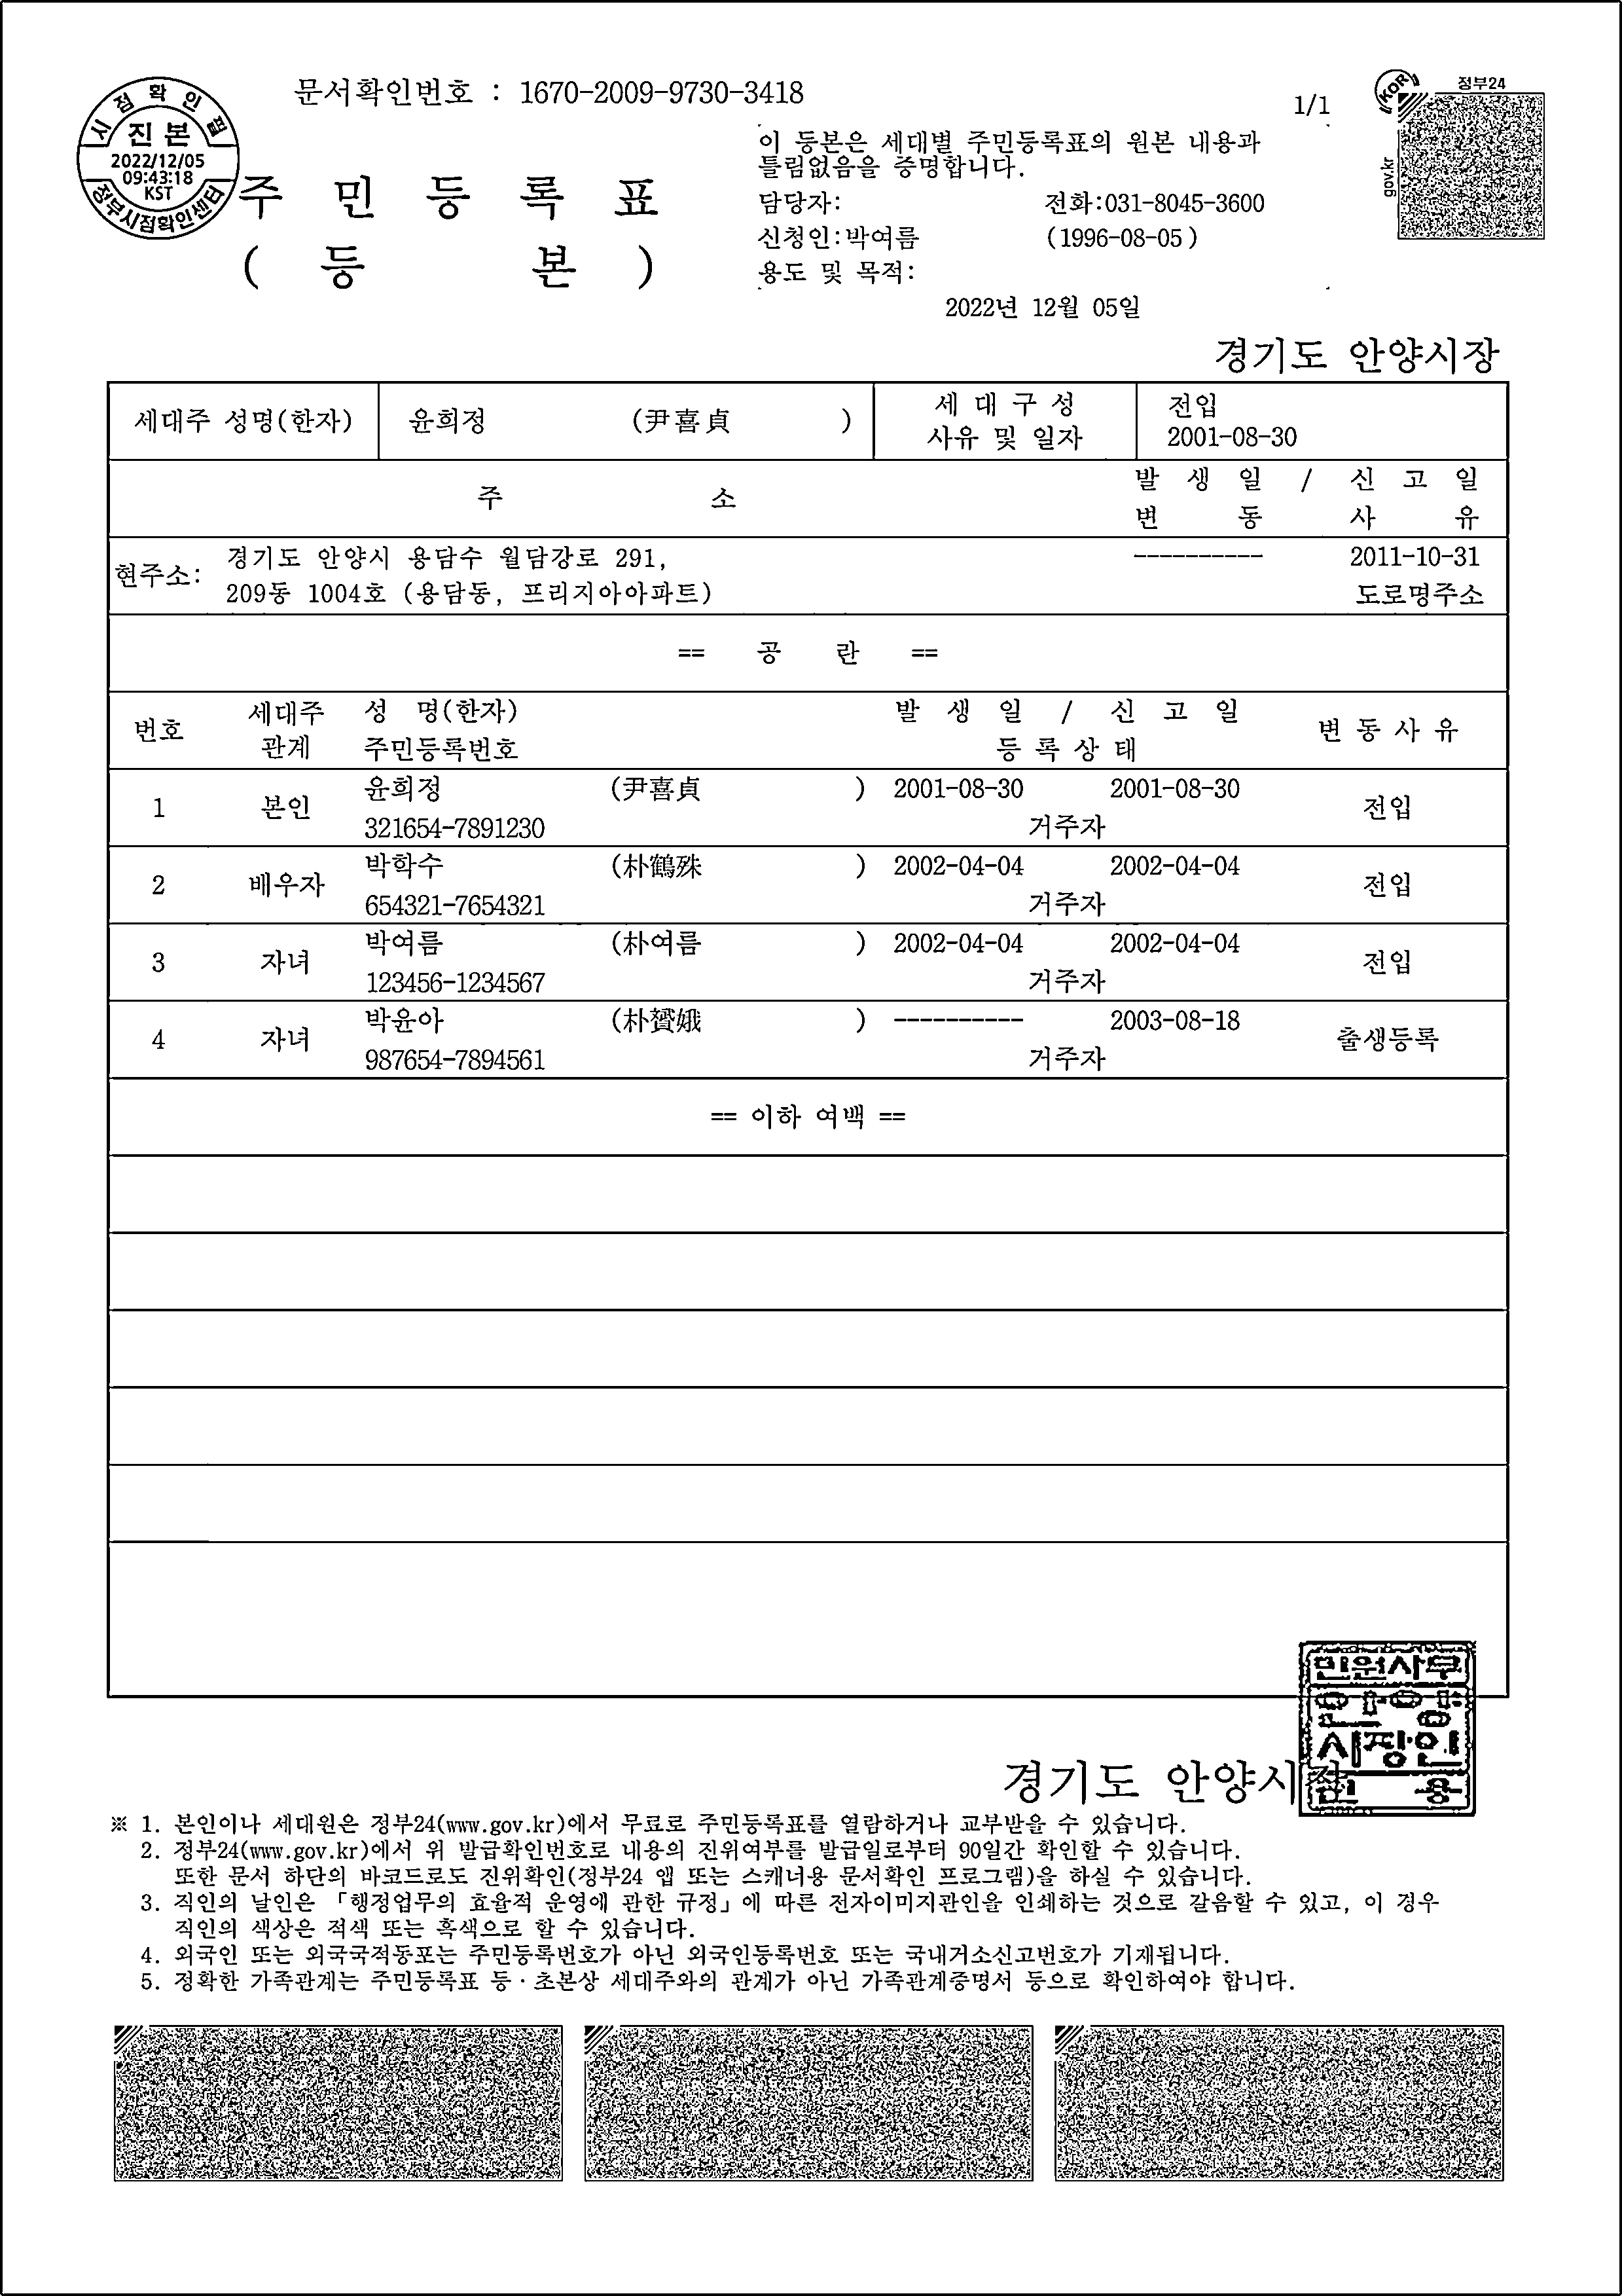 문서확인번호 : 1670-2009-9730-3418
1/1
정부24
KOR
gov.kr
시점확인필
진본
2022/12/05
09:43:18
KST
정부시점확인센터
주 민 등 록 표
( 등 본 )
이 등본은 세대별 주민등록표의 원본 내용과
틀림없음을 증명합니다.
담당자: 전화:031-8045-3600
신청인:박여름 (1996-08-05)
용도 및 목적:
2022년 12월 05일
경기도 안양시장
세대주 성명(한자) 윤희정 (尹喜貞 ) 세 대 구 성 전입
사유 및 일자 2001-08-30
주 소 발 생 일 / 신 고 일
변 동 사 유
현주소: 경기도 안양시 용담수 월담강로 291, ---------- 2011-10-31
209동 1004호 (용담동, 프리지아아파트) 도로명주소
== 공 란 ==
번호 세대주 성 명(한자) 발 생 일 / 신 고 일 변 동 사 유
관계 주민등록번호 등 록 상 태
1 본인 윤희정 (尹喜貞 ) 2001-08-30 2001-08-30 전입
321654-7891230 거주자
2 배우자 박학수 (朴鶴殊 ) 2002-04-04 2002-04-04 전입
654321-7654321 거주자
3 자녀 박여름 (朴여름 ) 2002-04-04 2002-04-04 전입
123456-1234567 거주자
4 자녀 박윤아 (朴贇娥 ) ---------- 2003-08-18 출생등록
987654-7894561 거주자
== 이하 여백 ==
경기도 안양시장
민원사무
안양
시장인
전용
※ 1. 본인이나 세대원은 정부24(www.gov.kr)에서 무료로 주민등록표를 열람하거나 교부받을 수 있습니다.
2. 정부24(www.gov.kr)에서 위 발급확인번호로 내용의 진위여부를 발급일로부터 90일간 확인할 수 있습니다.
또한 문서 하단의 바코드로도 진위확인(정부24 앱 또는 스캐너용 문서확인 프로그램)을 하실 수 있습니다.
3. 직인의 날인은 「행정업무의 효율적 운영에 관한 규정」에 따른 전자이미지관인을 인쇄하는 것으로 갈음할 수 있고, 이 경우
직인의 색상은 적색 또는 흑색으로 할 수 있습니다.
4. 외국인 또는 외국국적동포는 주민등록번호가 아닌 외국인등록번호 또는 국내거소신고번호가 기재됩니다.
5. 정확한 가족관계는 주민등록표 등·초본상 세대주와의 관계가 아닌 가족관계증명서 등으로 확인하여야 합니다.